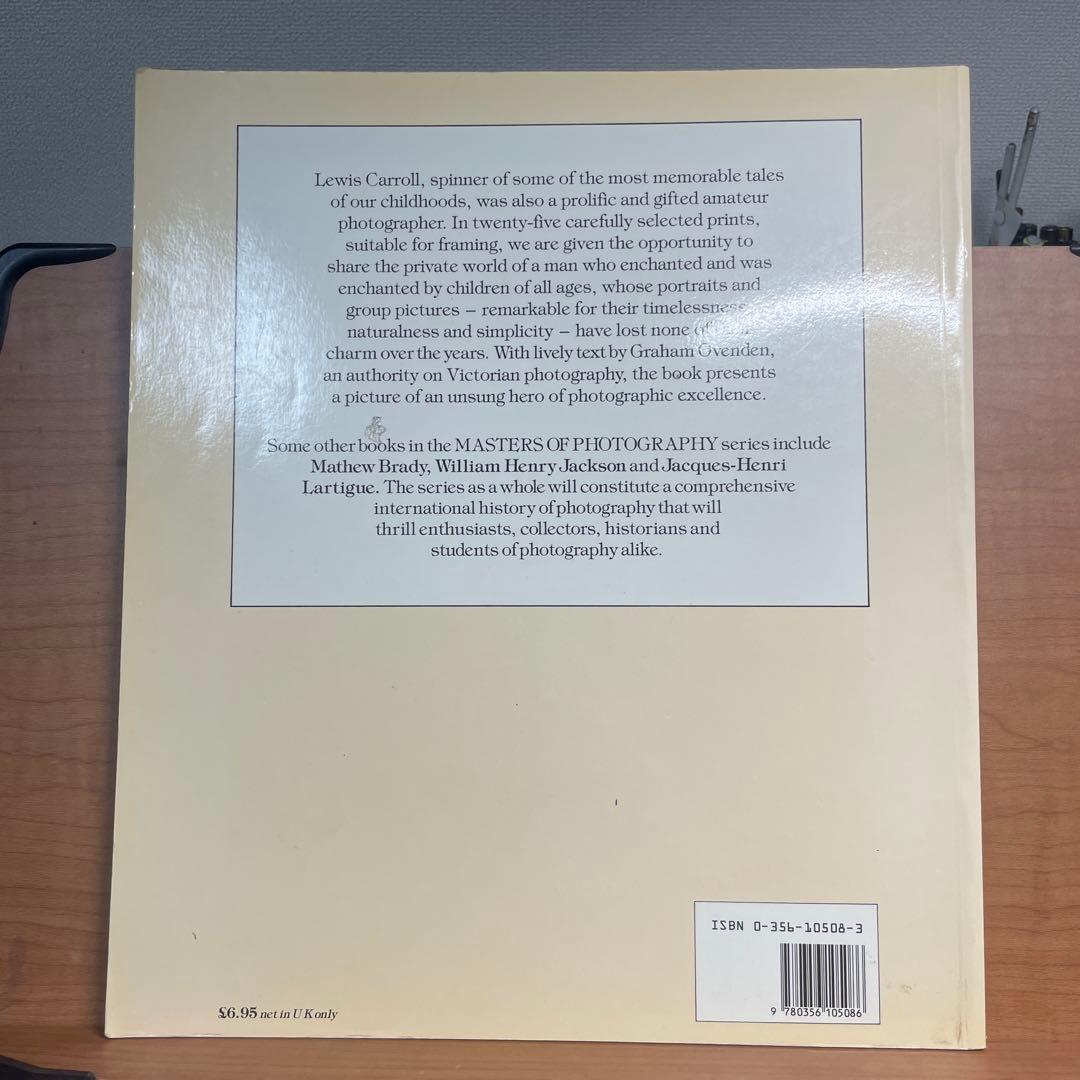 Lewis Carroll, spinner of some of the most memorable tales
of our childhoods, was also a prolific and gifted amateur
photographer. In twenty-five carefully selected prints,
suitable for framing, we are given the opportunity to
share the private world of a man who enchanted and was
enchanted by children of all ages, whose portraits and
group pictures – remarkable for their timelessness,
naturalness and simplicity – have lost none of
charm over the years. With lively text by Graham Ovenden,
an authority on Victorian photography, the book presents
a picture of an unsung hero of photographic excellence.
Some other books in the MASTERS OF PHOTOGRAPHY series include
Mathew Brady, William Henry Jackson and Jacques-Henri
Lartigue. The series as a whole will constitute a comprehensive
international history of photography that will
thrill enthusiasts, collectors, historians and
students of photography alike.
ISBN 0-356-10508-3
9 780356 105086
£6.95 net in UK only